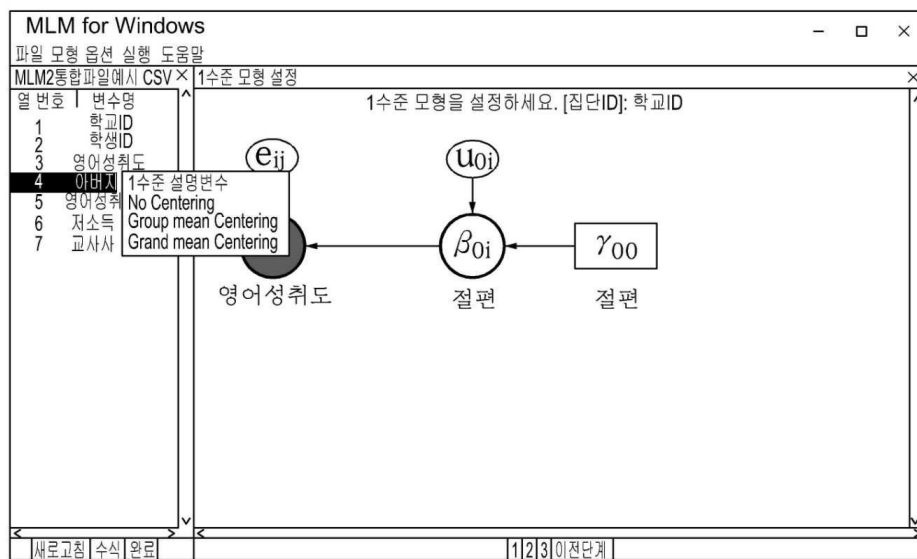 MLM for Windows
파일 모형 옵션 실행 도움말
MLM2통합파일예시 CSV
열 번호 변수명
1 학교ID
2 학생ID
3 영어성취도
4 아버지
5 영어성취
6 저소득
7 교사사
1수준 설명변수
No Centering
Group mean Centering
Grand mean Centering
새로고침 수식 완료
1수준 모형 설정
1수준 모형을 설정하세요. [집단ID]: 학교ID
eij
u0i
β0i
γ00
영어성취도
절편
절편
1 2 3 이전단계